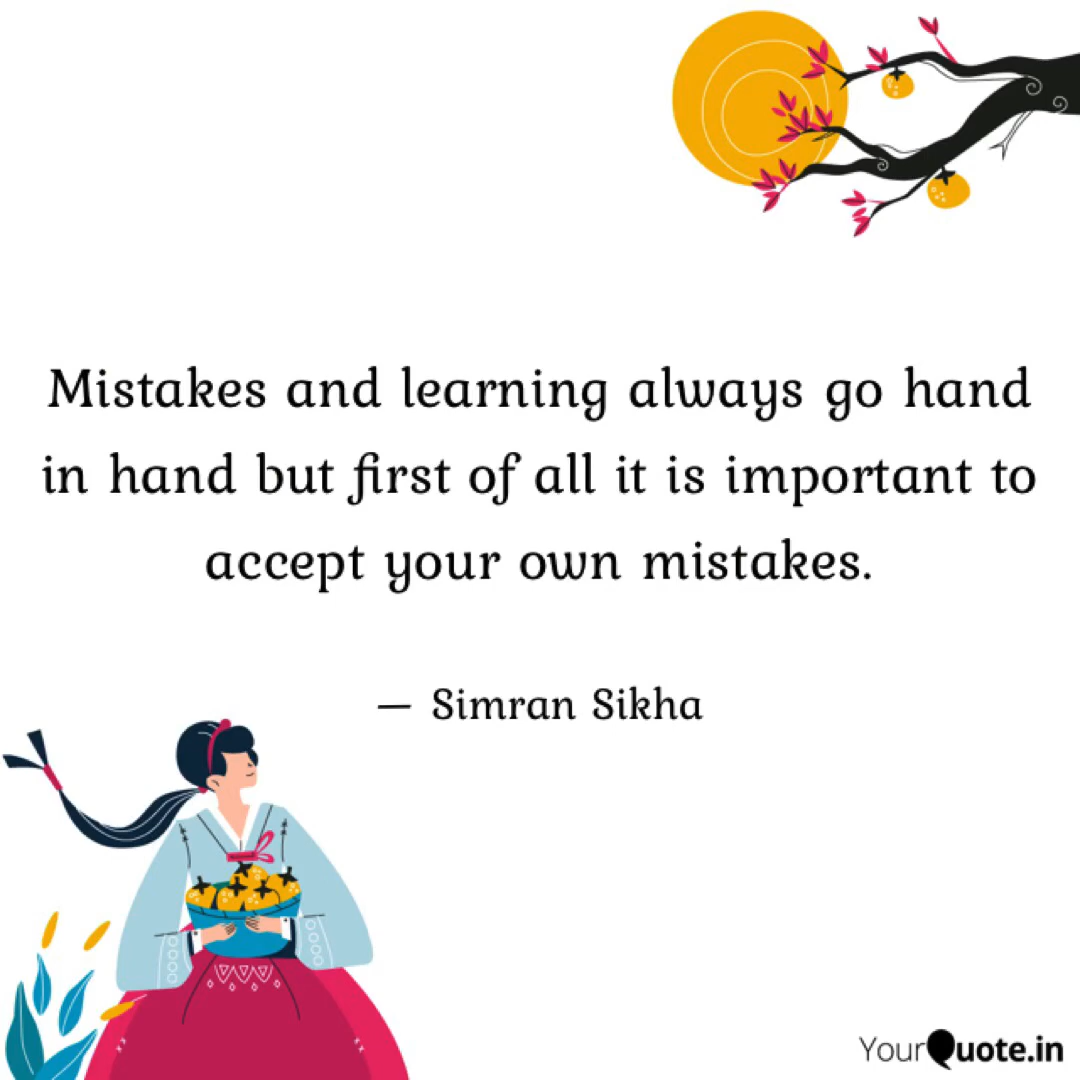 Mistakes and learning always go hand
in hand but first of all it is important to
accept your own mistakes.
— Simran Sikha
YourQuote.in